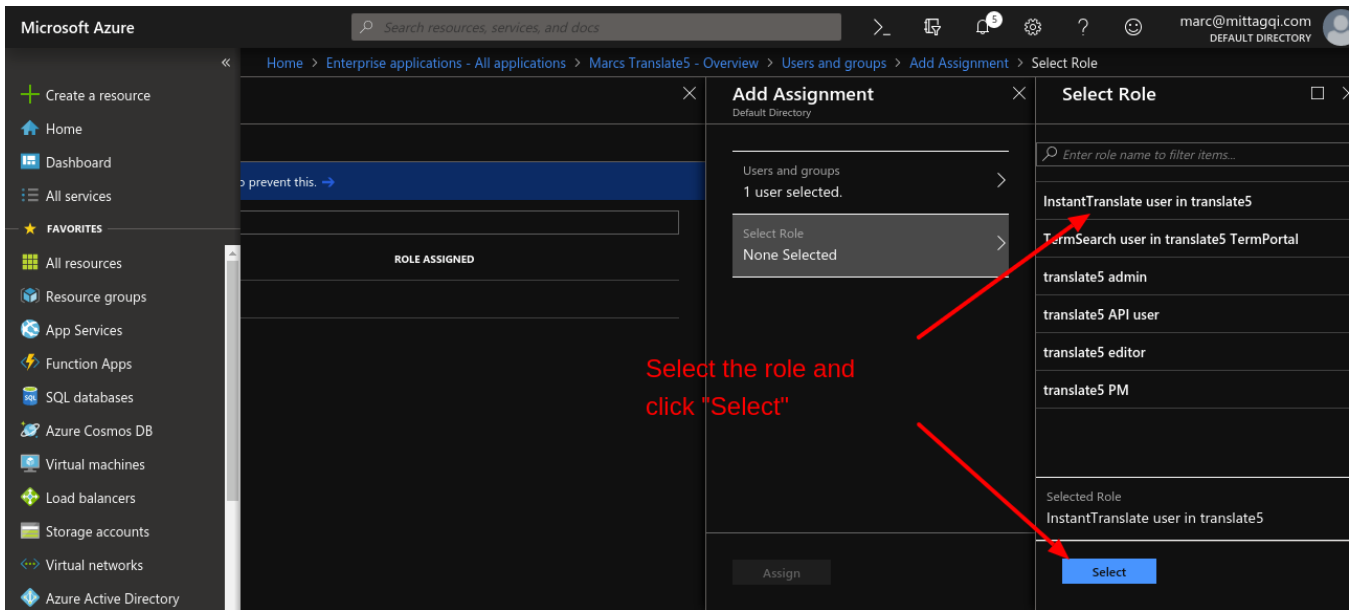 Microsoft Azure
Search resources, services, and docs
5
marc@mittagqi.com
DEFAULT DIRECTORY
Home > Enterprise applications - All applications > Marcs Translate5 - Overview > Users and groups > Add Assignment > Select Role
Create a resource
Home
Dashboard
All services
FAVORITES
All resources
Resource groups
App Services
Function Apps
SQL databases
Azure Cosmos DB
Virtual machines
Load balancers
Storage accounts
Virtual networks
Azure Active Directory
prevent this. →
ROLE ASSIGNED
Add Assignment
Default Directory
Users and groups
1 user selected.
Select Role
None Selected
Assign
Select the role and
click "Select"
Select Role
Enter role name to filter items...
InstantTranslate user in translate5
TermSearch user in translate5 TermPortal
translate5 admin
translate5 API user
translate5 editor
translate5 PM
Selected Role
InstantTranslate user in translate5
Select